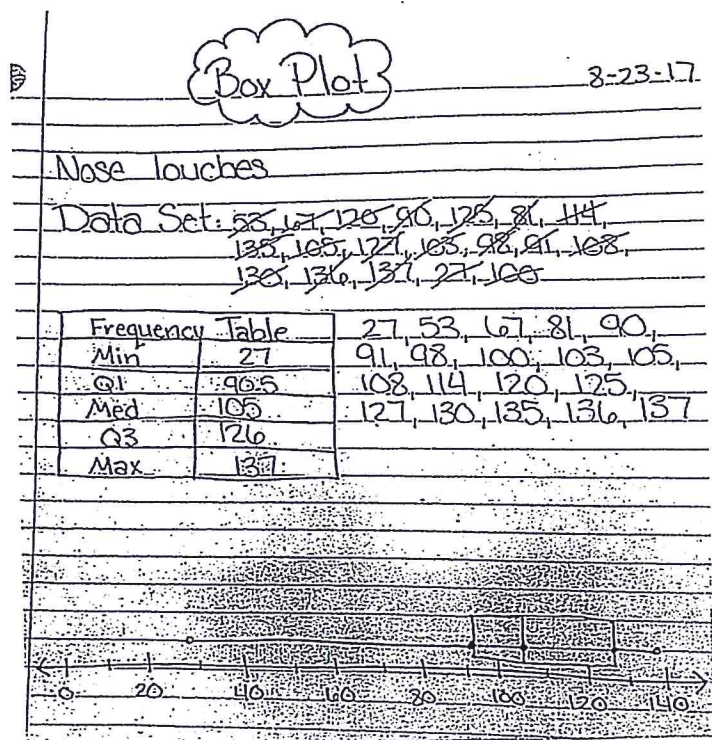 Box Plot
8-23-17
Nose Touches
Data Set: 53, 67, 120, 90, 125, 81, 114,
135, 105, 127, 103, 98, 91, 108,
130, 136, 137, 27, 100
Frequency Table
Min 27
Q1 90.5
Med 105
Q3 126
Max 137
27, 53, 67, 81, 90,
91, 98, 100, 103, 105,
108, 114, 120, 125,
127, 130, 135, 136, 137
0 20 40 60 80 100 120 140